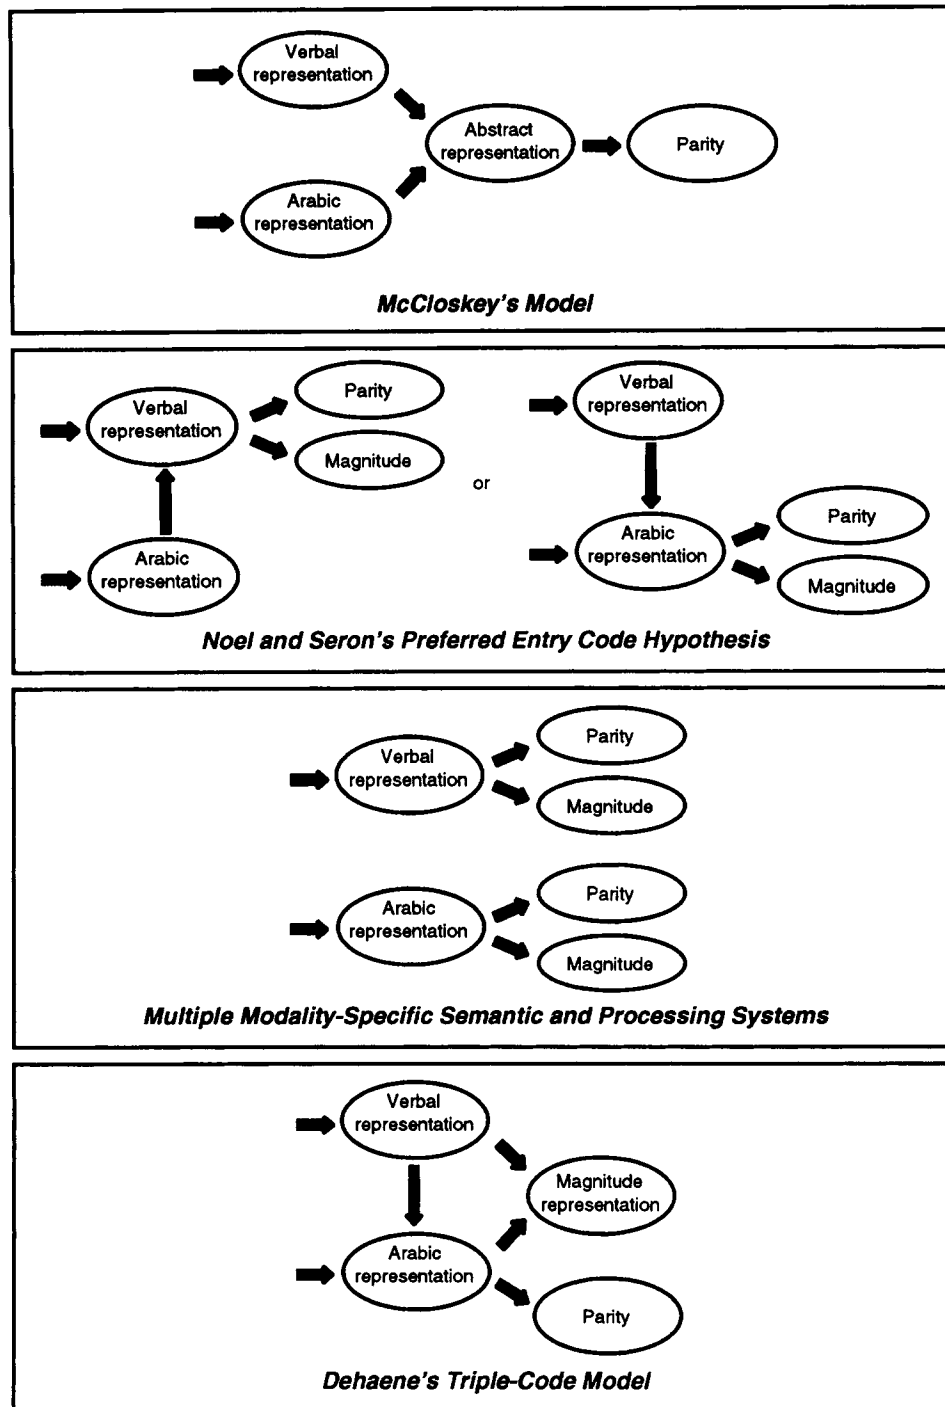 Verbal
representation
Abstract
representation
Parity
Arabic
representation
McCloskey's Model
Verbal
representation
Parity
Magnitude
Arabic
representation
or
Verbal
representation
Arabic
representation
Parity
Magnitude
Noel and Seron's Preferred Entry Code Hypothesis
Verbal
representation
Parity
Magnitude
Arabic
representation
Parity
Magnitude
Multiple Modality-Specific Semantic and Processing Systems
Verbal
representation
Magnitude
representation
Arabic
representation
Parity
Dehaene's Triple-Code Model